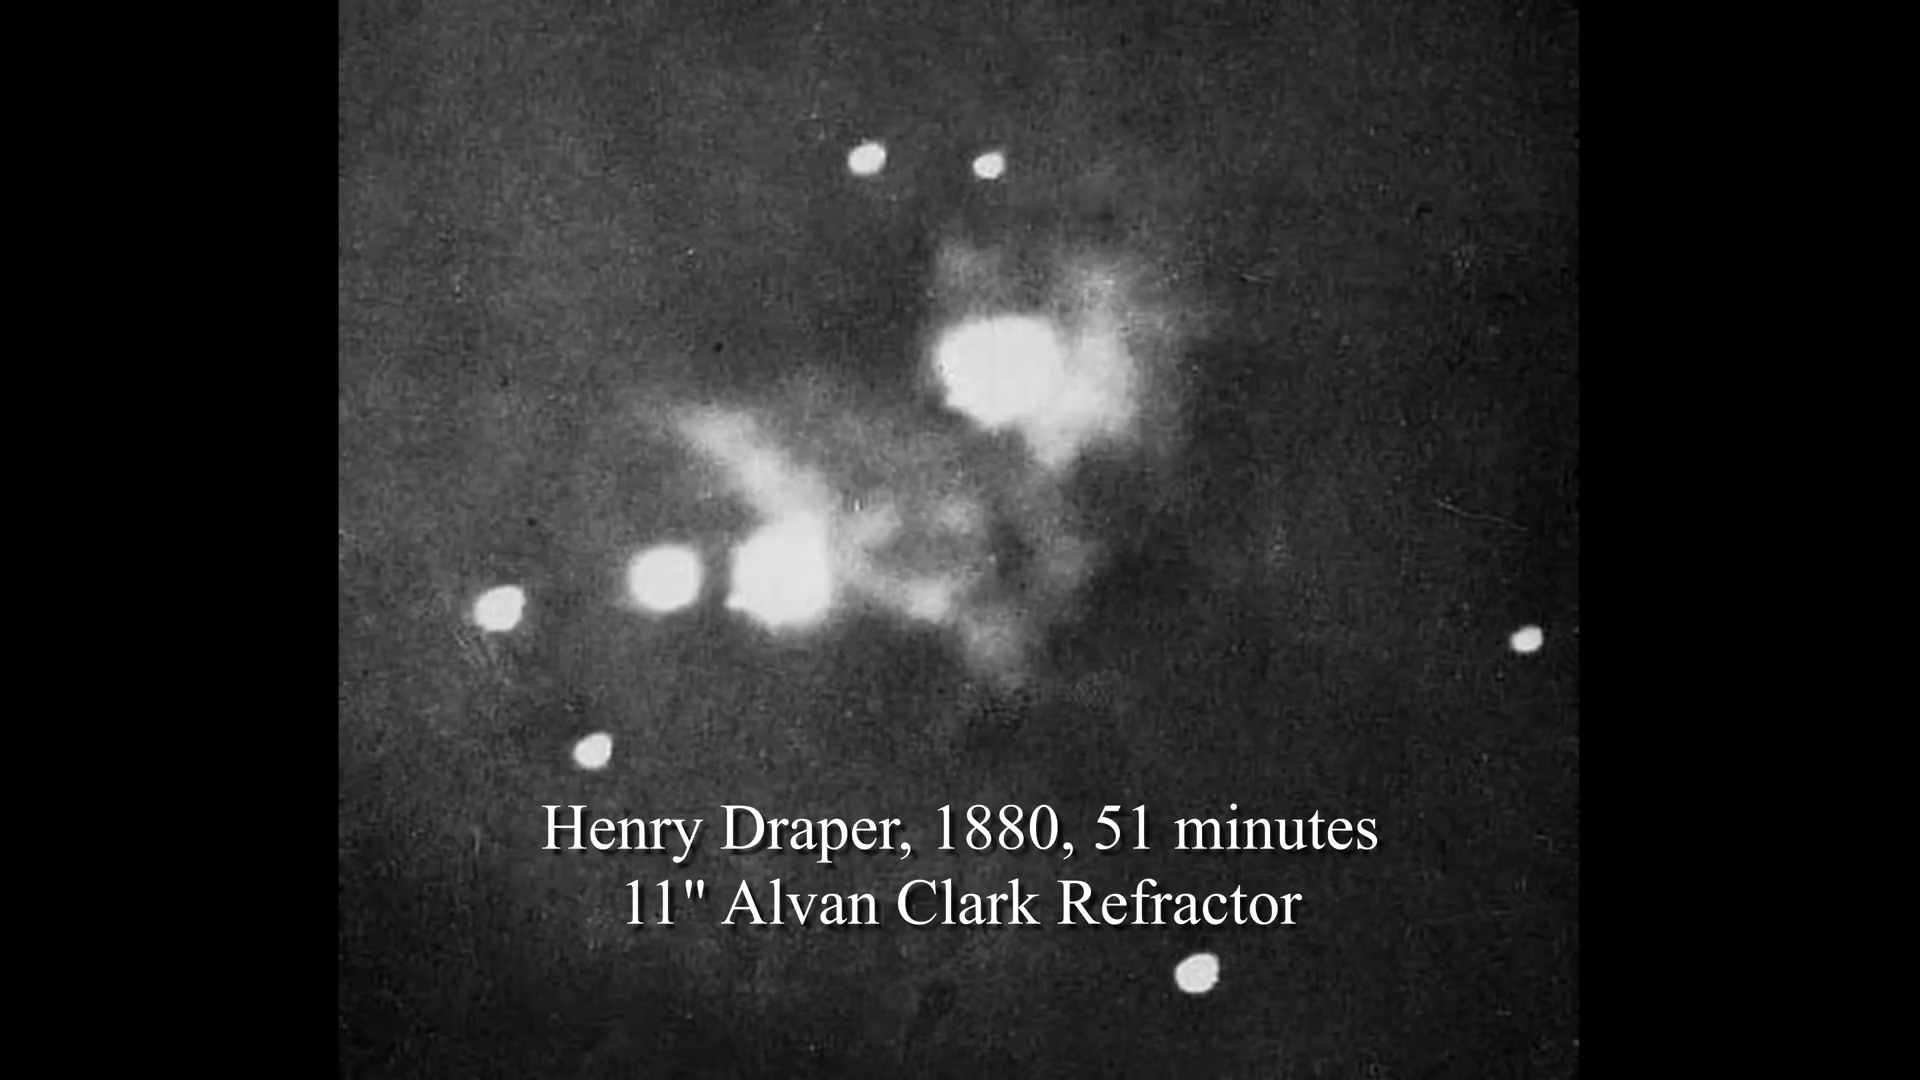 Henry Draper, 1880, 51 minutes
11" Alvan Clark Refractor